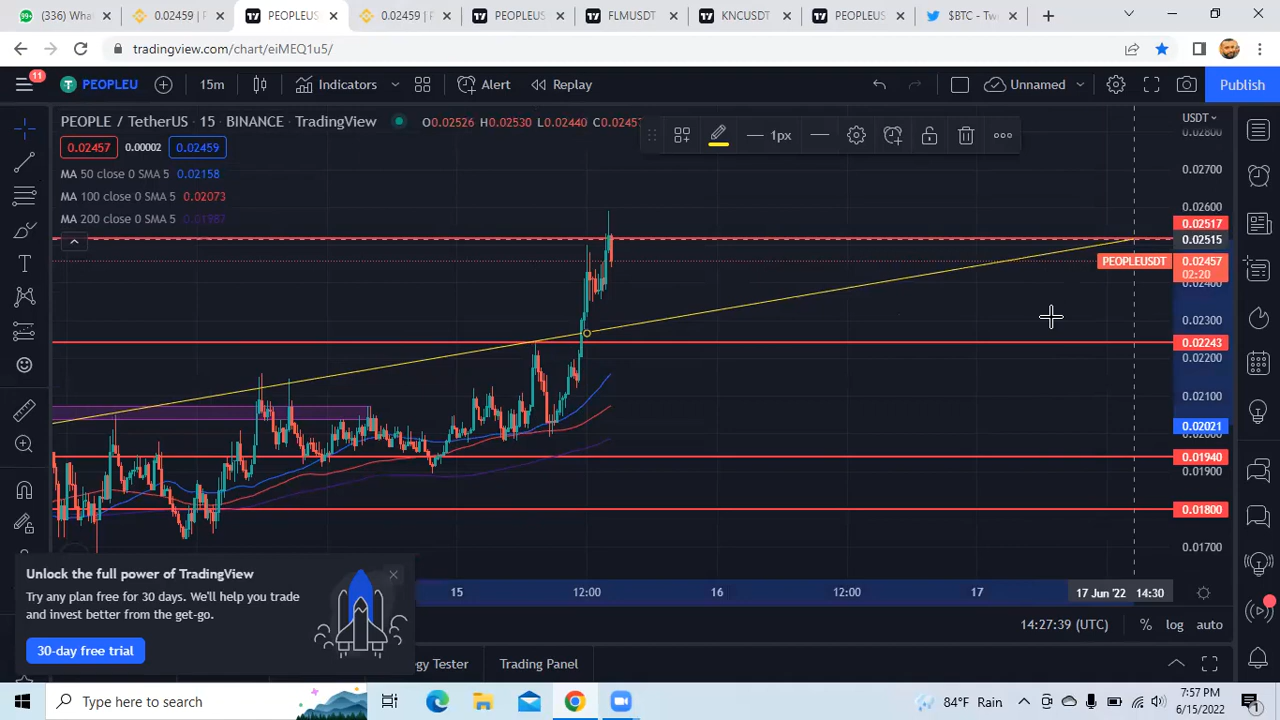 (336) Wha
0.02459 | P
PEOPLEUS
0.02459 | F
PEOPLEUS
FLMUSDT
KNCUSDT
PEOPLEUS
$BTC - Tw
tradingview.com/chart/eiMEQ1u5/
11
PEOPLEU
15m
Indicators
Alert
Replay
Unnamed
Publish
PEOPLE / TetherUS · 15 · BINANCE · TradingView
O0.02526 H0.02530 L0.02440 C0.0245
1px
USDT
0.02457
0.00002
0.02459
MA 50 close 0 SMA 5 0.02158
MA 100 close 0 SMA 5 0.02073
MA 200 close 0 SMA 5 0.01987
0.02800
0.02700
0.02600
0.02517
0.02515
PEOPLEUSDT
0.02457
02:20
0.02400
0.02300
0.02243
0.02200
0.02100
0.02021
0.02000
0.01940
0.01900
0.01800
0.01700
Unlock the full power of TradingView
Try any plan free for 30 days. We'll help you trade
and invest better from the get-go.
30-day free trial
15
12:00
16
12:00
17
17 Jun '22 14:30
14:27:39 (UTC)
%
log
auto
gy Tester
Trading Panel
Type here to search
84°F Rain
7:57 PM
6/15/2022
1